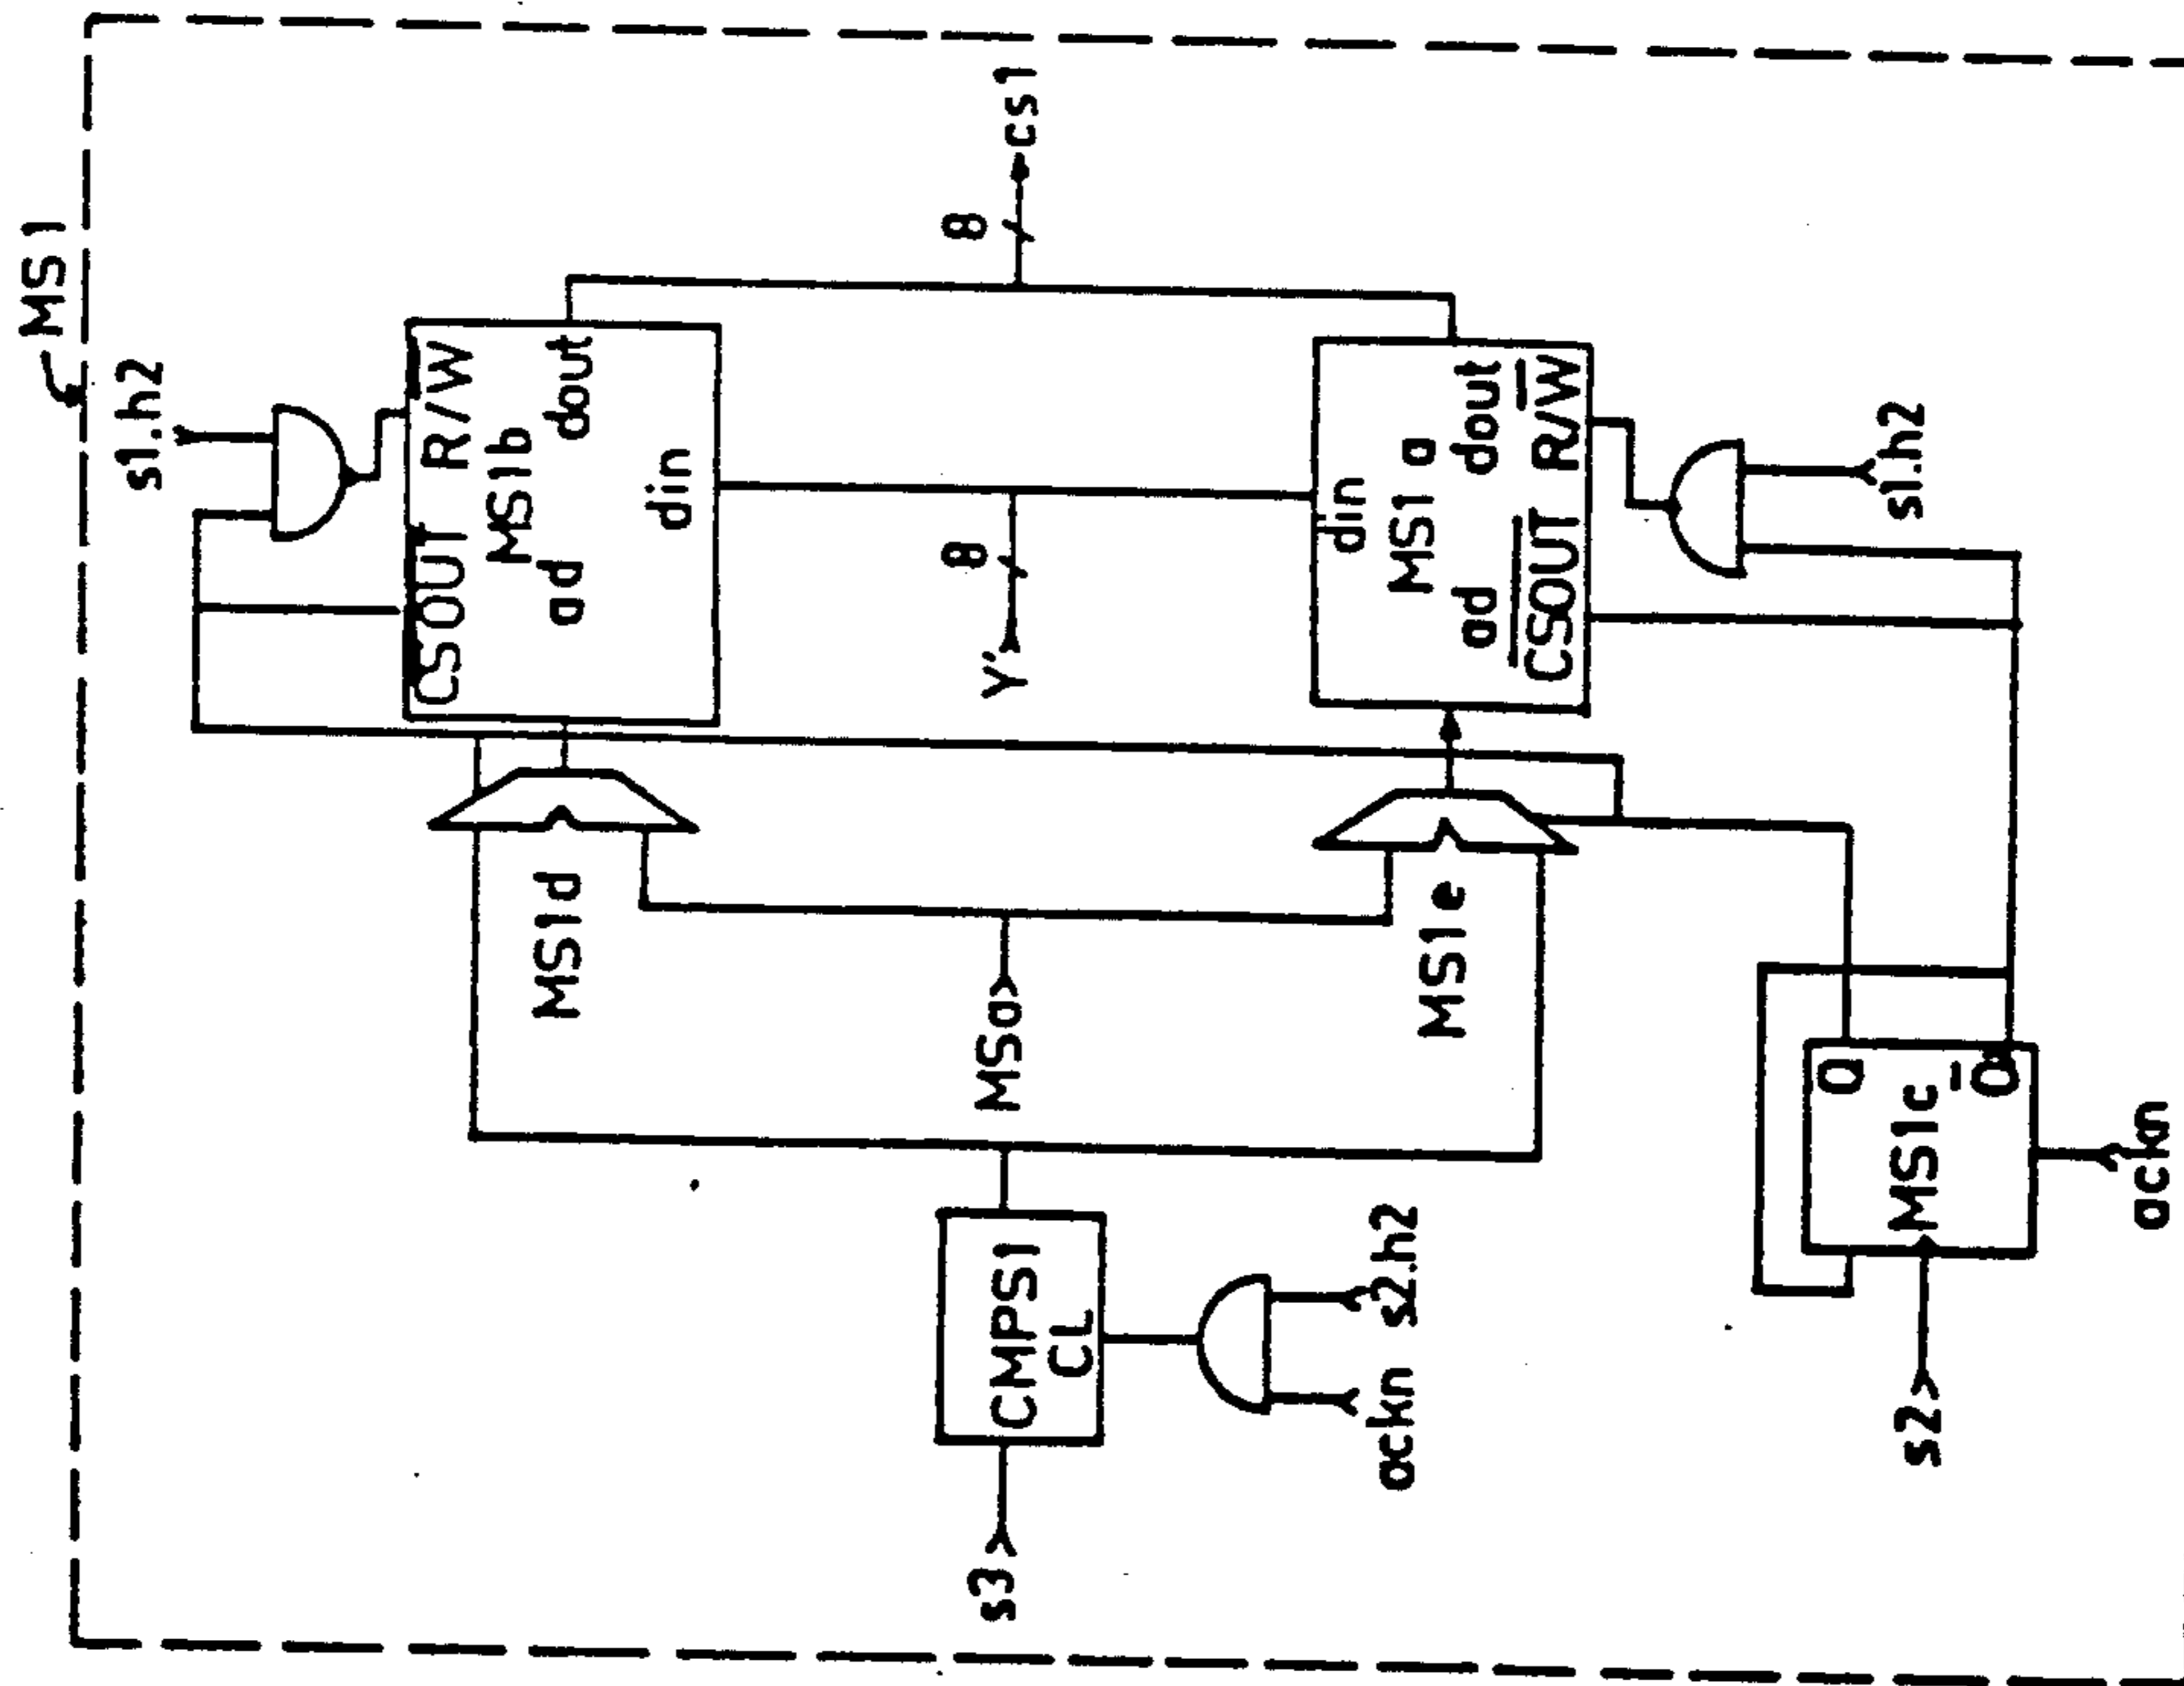 MS1
s1.h2
CSOUT R/W
MS1b
ad dout
din
8
cs1
8
Y'
din
MS1 a
ad dout
CSOUT R/W
s1.h2
MS1d
MSa
MS1e
CMPS1
CL
s3
ackn s2.h2
MS1c
s2
ackn